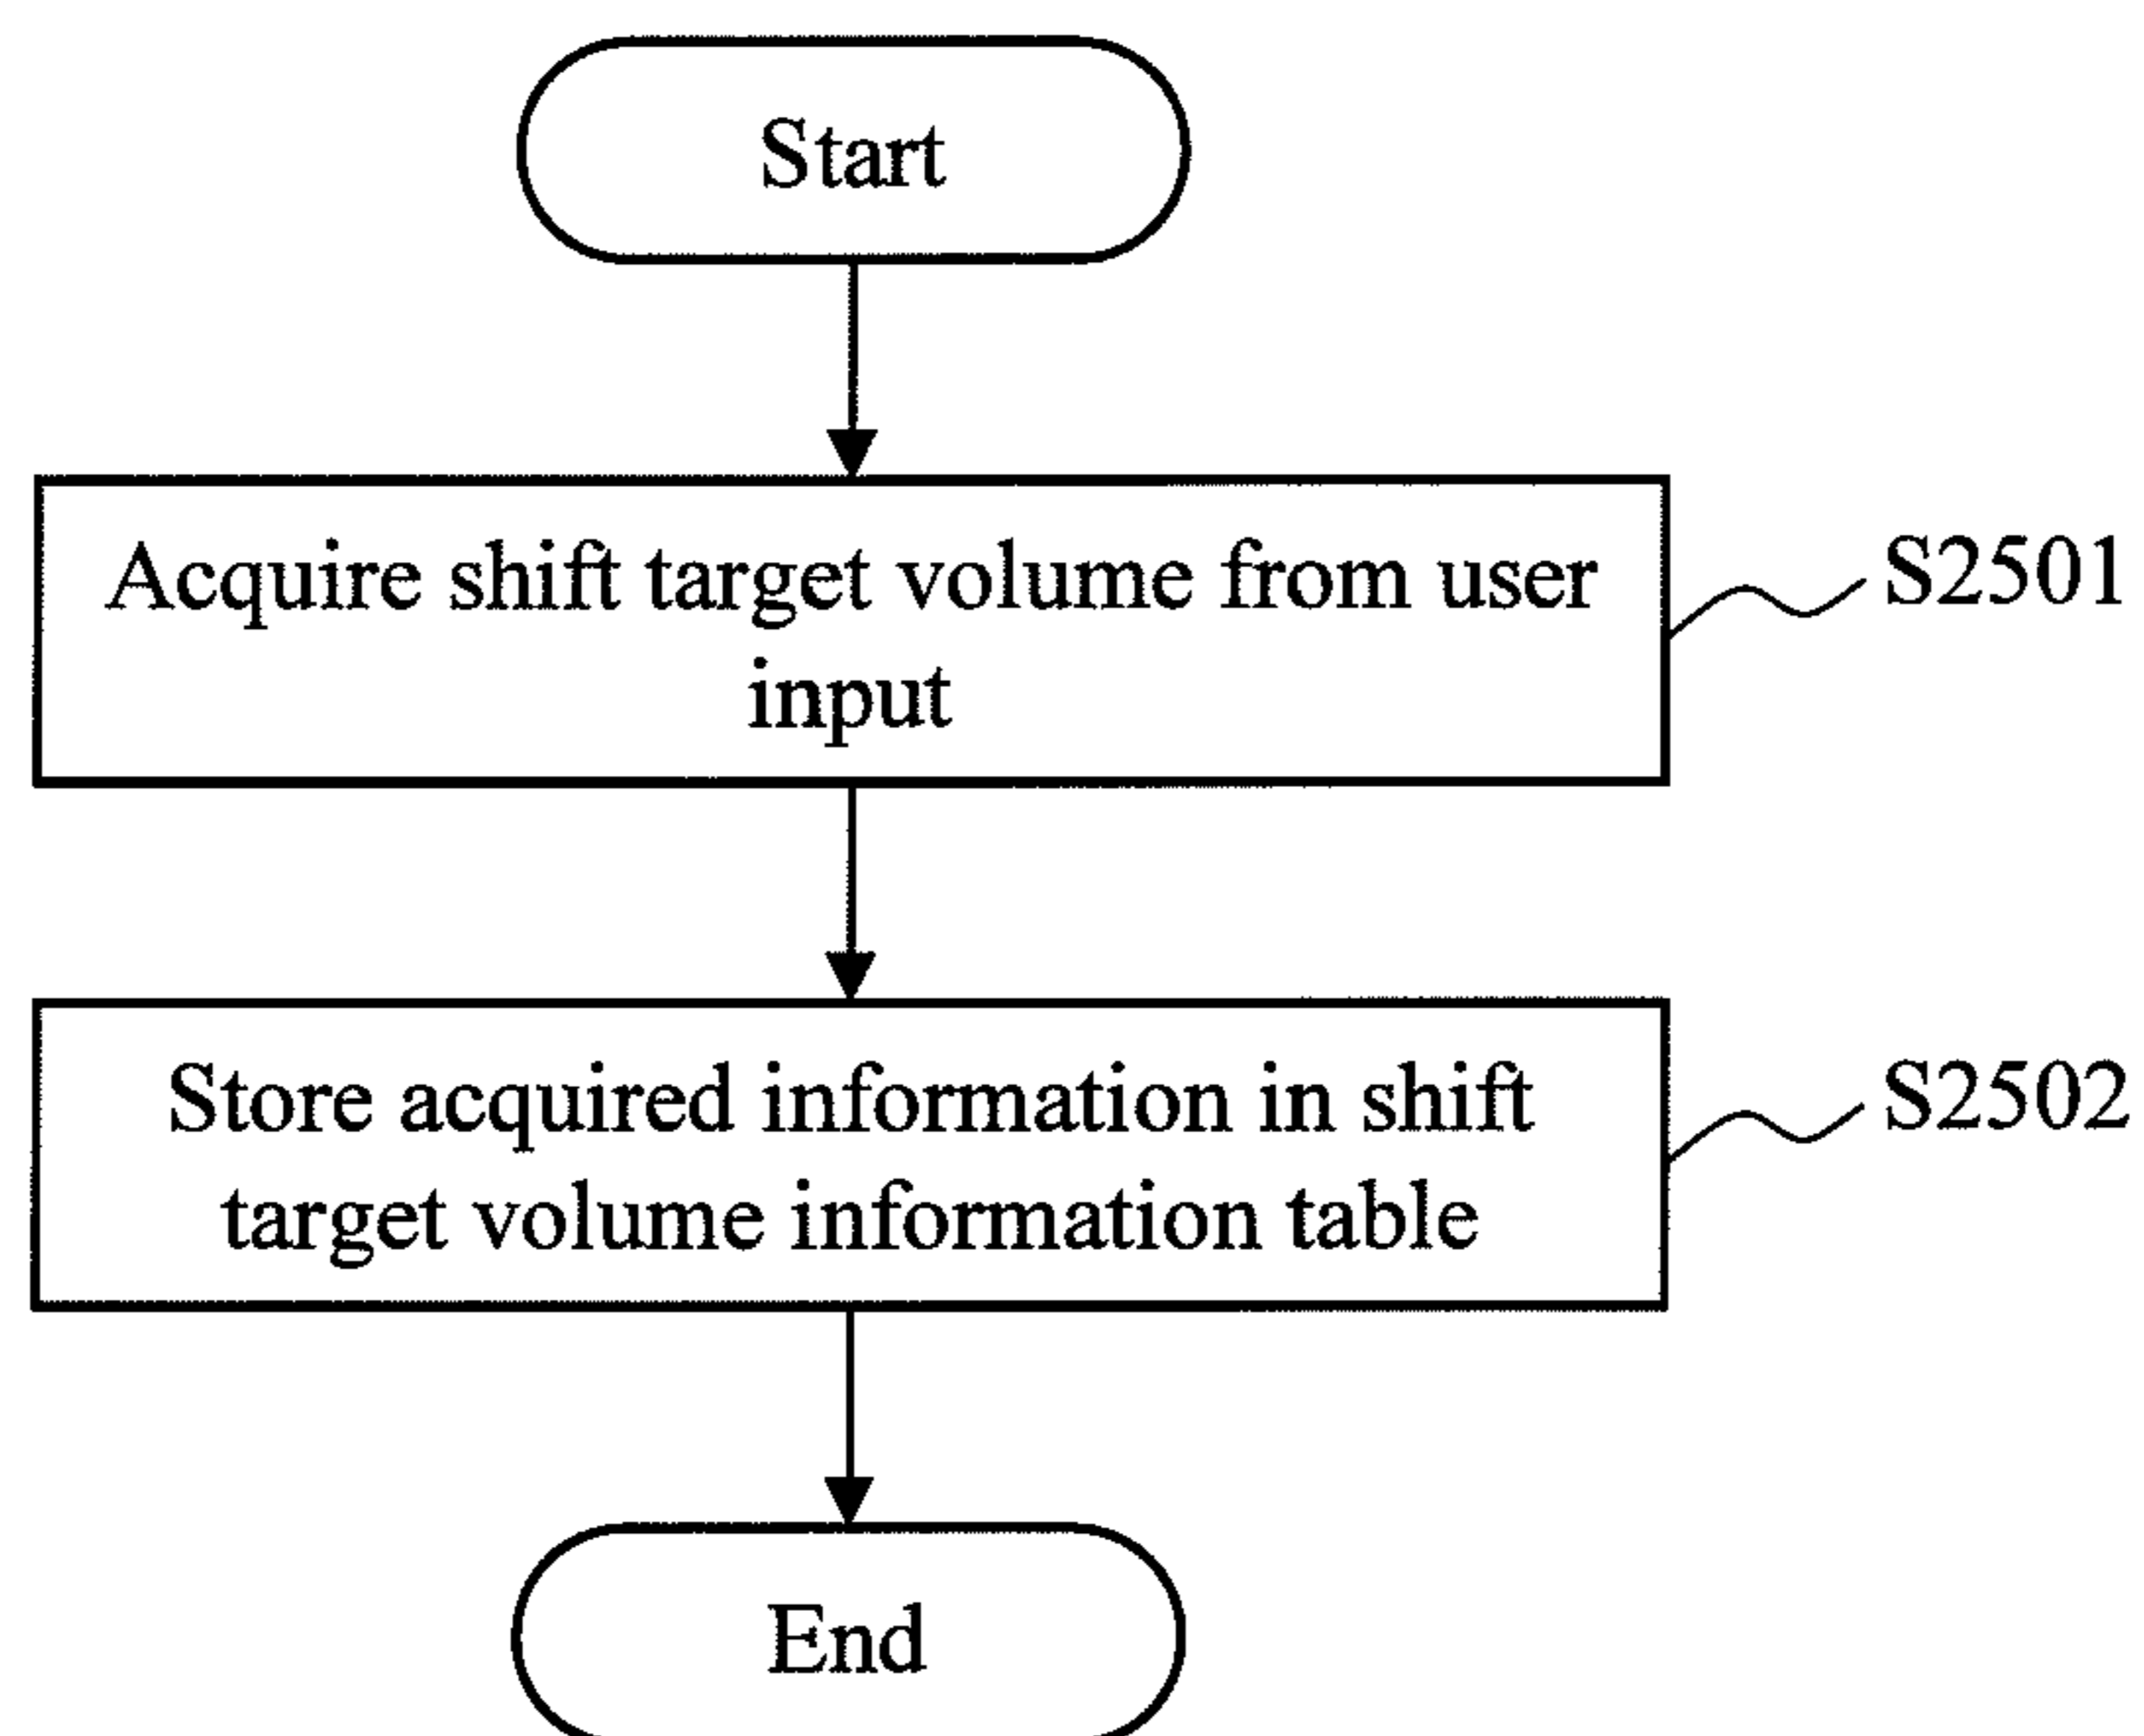 Start
Acquire shift target volume from user
input
S2501
Store acquired information in shift
target volume information table
S2502
End